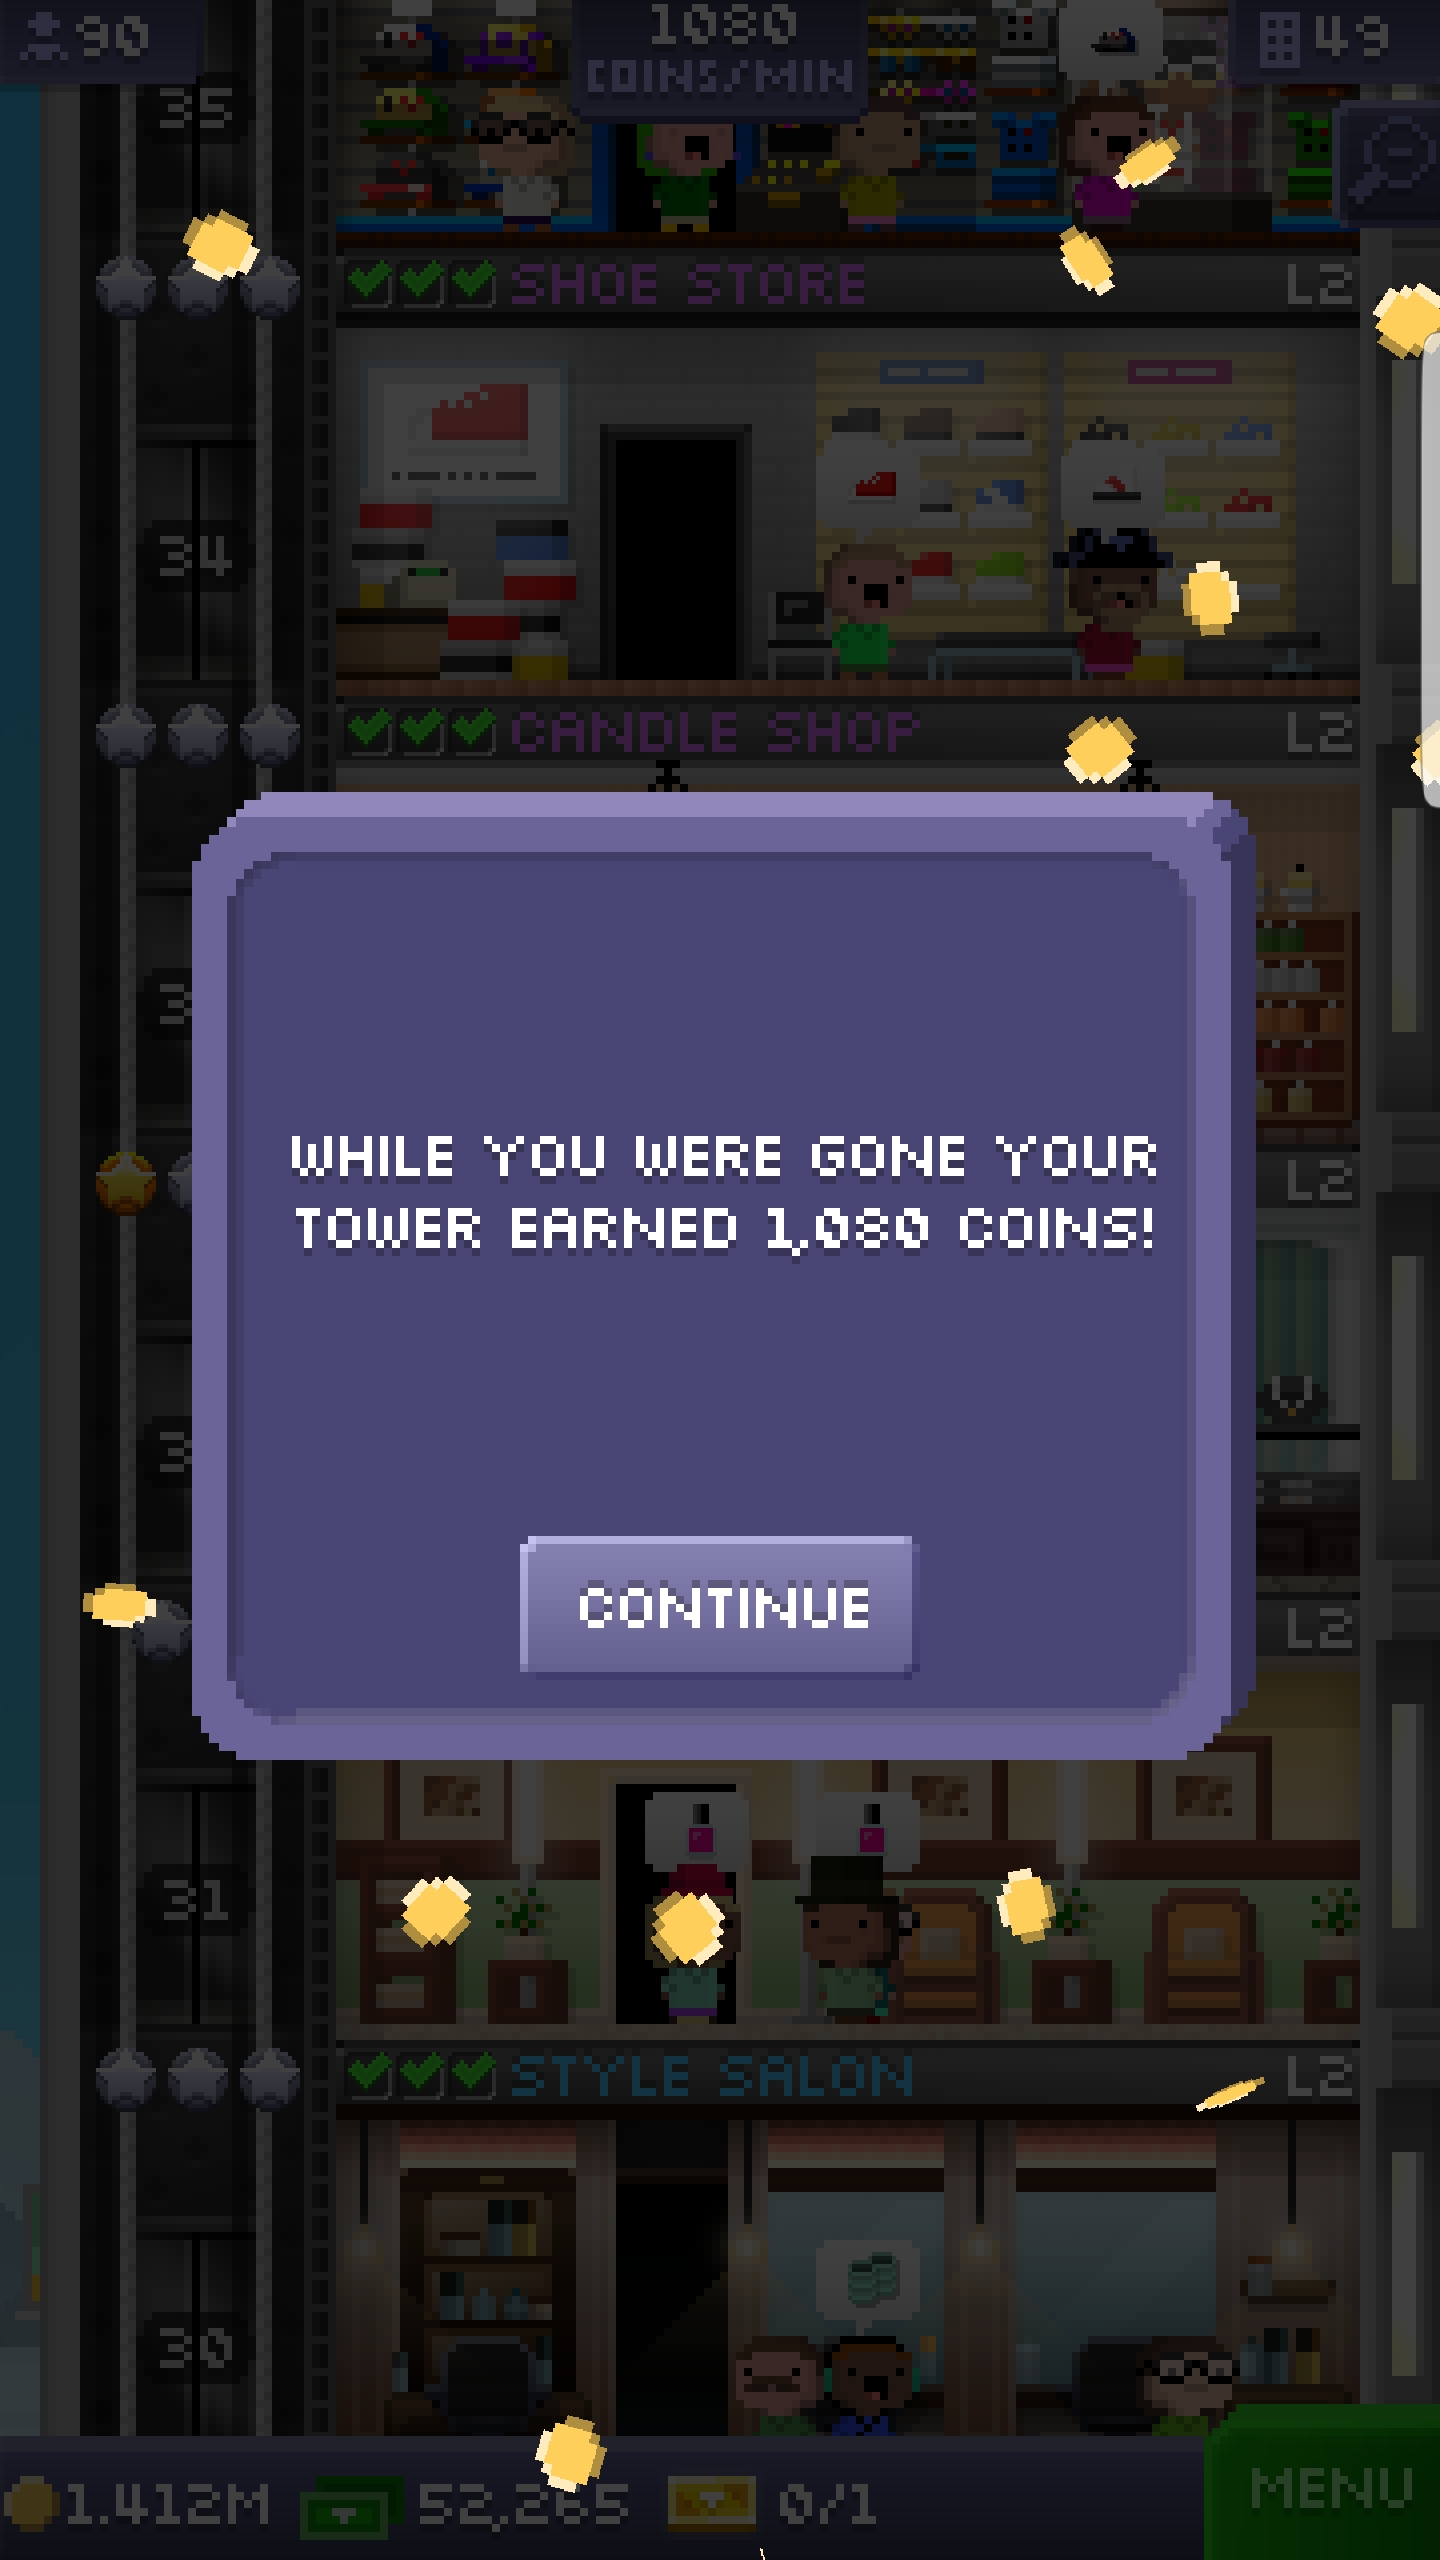 90
1080
COINS/MIN
49
35
SHOE STORE
L2
34
CANDLE SHOP
L2
L2
WHILE YOU WERE GONE YOUR
TOWER EARNED 1,080 COINS!
CONTINUE
L2
31
STYLE SALON
L2
30
1.412M
52,265
0/1
MENU